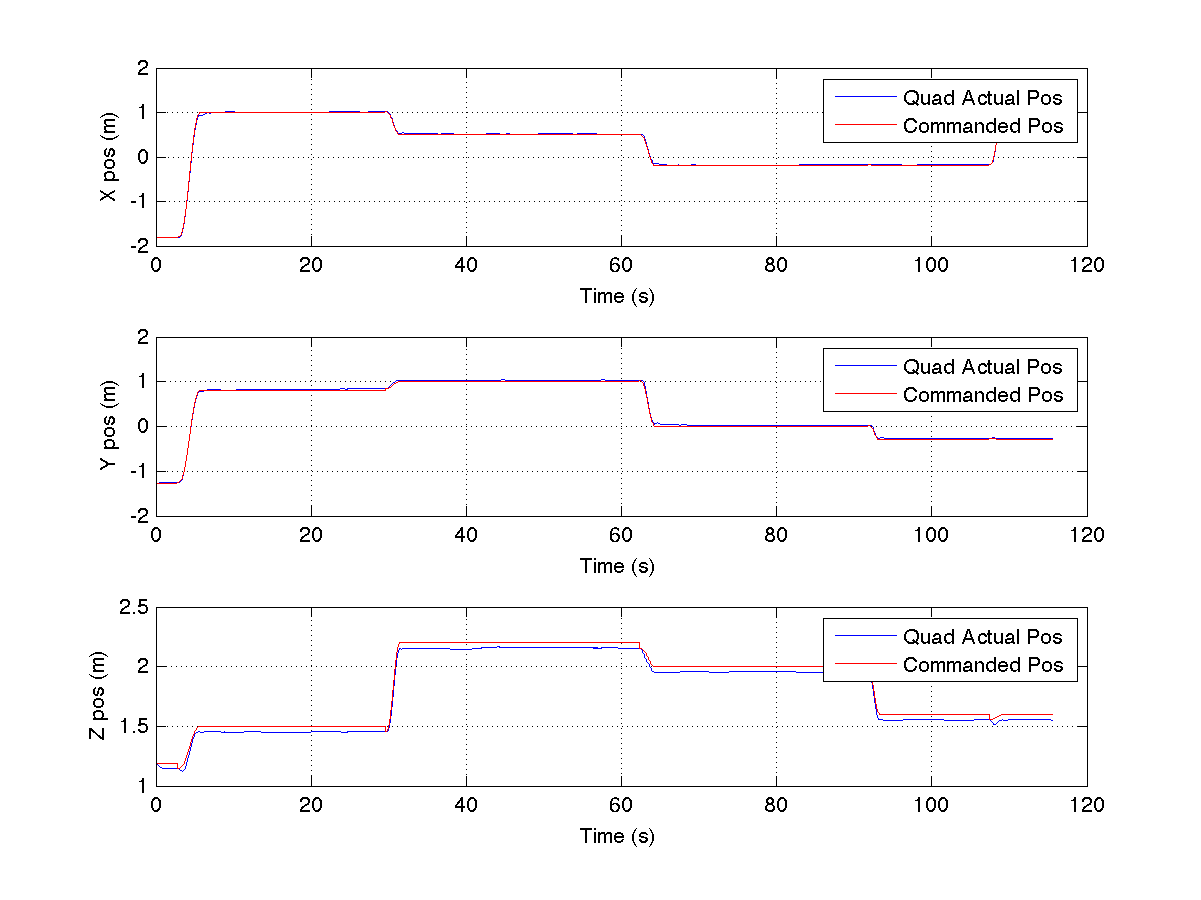 2
1
0
-1
-2
X pos (m)
Quad Actual Pos
Commanded Pos
0 20 40 60 80 100 120
Time (s)
2
1
0
-1
-2
Y pos (m)
Quad Actual Pos
Commanded Pos
0 20 40 60 80 100 120
Time (s)
2.5
2
1.5
1
Z pos (m)
Quad Actual Pos
Commanded Pos
0 20 40 60 80 100 120
Time (s)